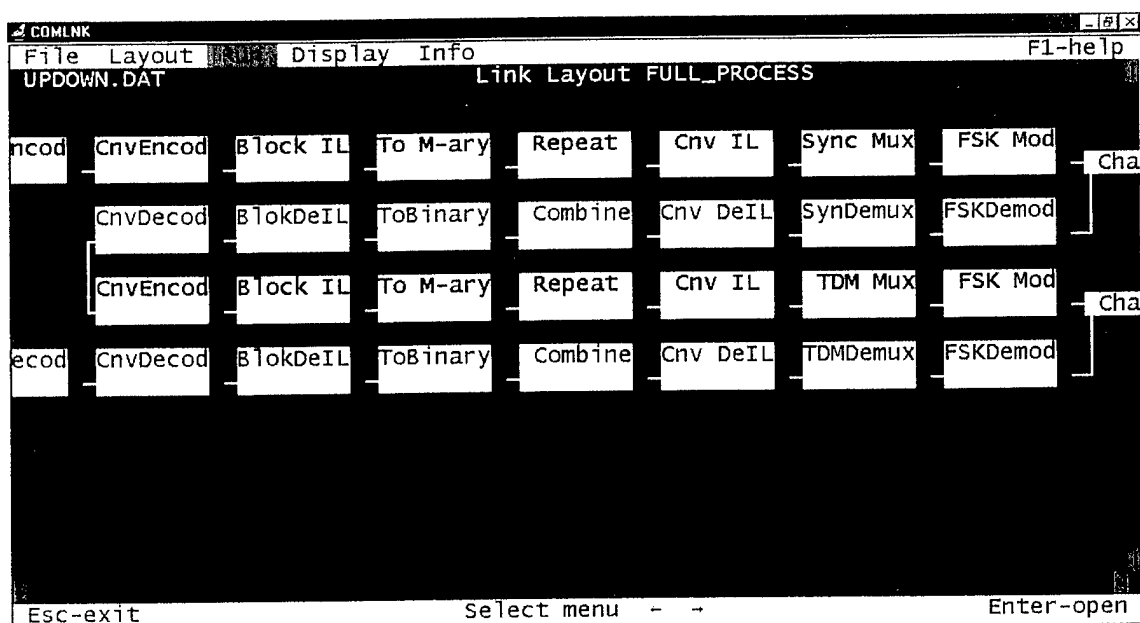 COMLNK
File Layout Display Info F1-help
UPDOWN.DAT Link Layout FULL_PROCESS
ncod CnvEncod Block IL To M-ary Repeat Cnv IL Sync Mux FSK Mod Cha
CnvDecod BlokDeIL ToBinary Combine Cnv DeIL SynDemux FSKDemod
CnvEncod Block IL To M-ary Repeat Cnv IL TDM Mux FSK Mod Cha
ecod CnvDecod BlokDeIL ToBinary Combine Cnv DeIL TDMDemux FSKDemod
Esc-exit Select menu ← → Enter-open